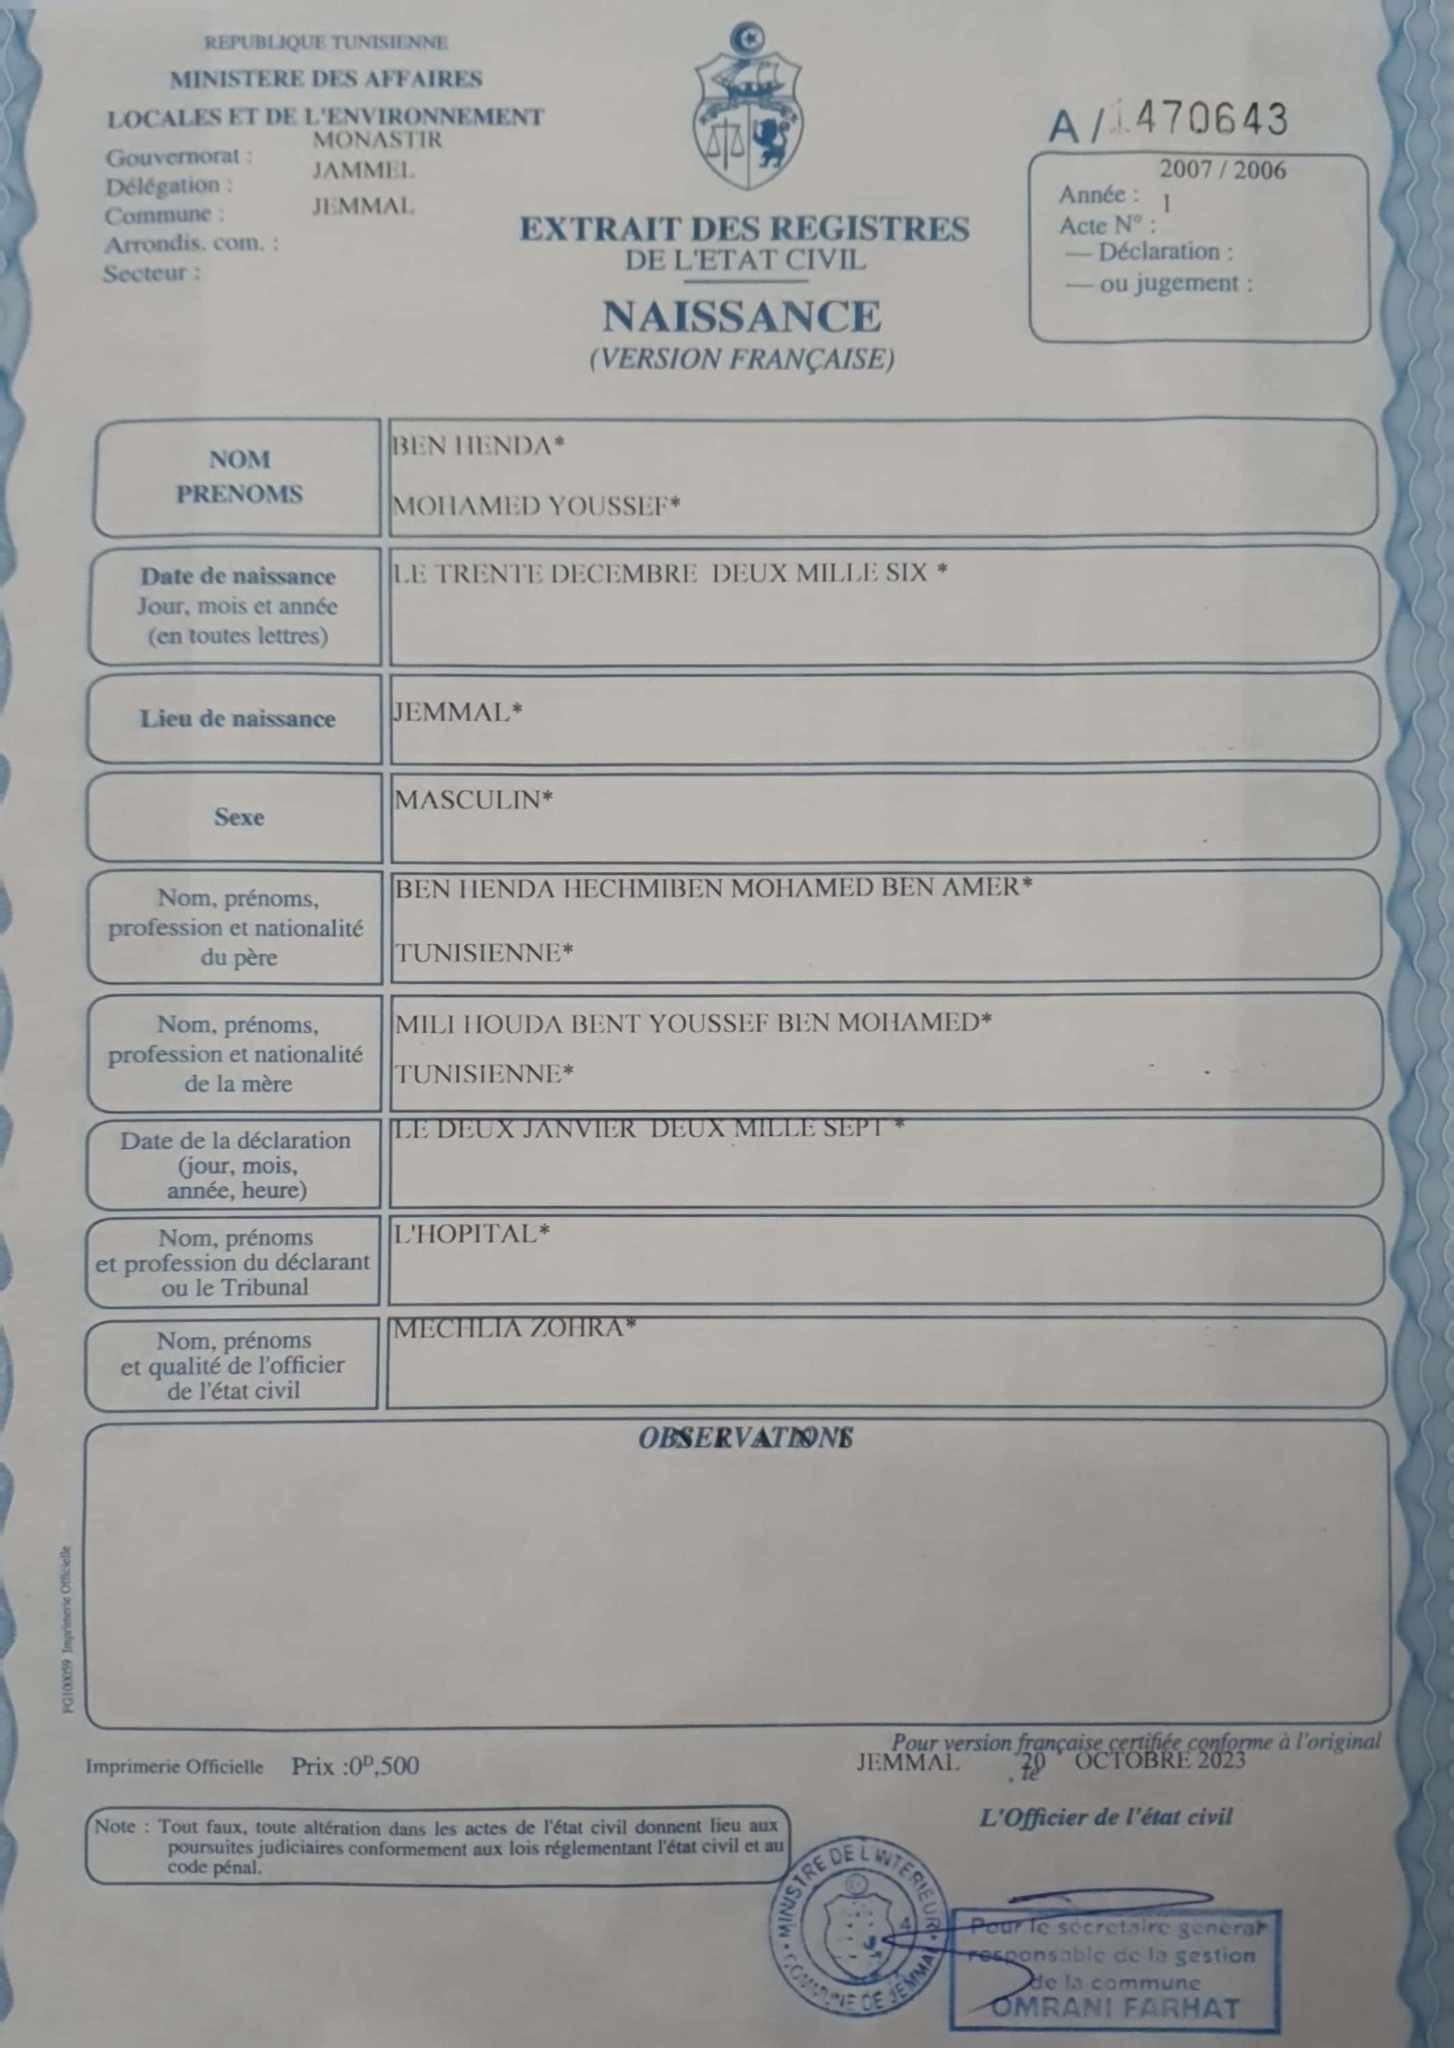 REPUBLIQUE TUNISIENNE
MINISTERE DES AFFAIRES
LOCALES ET DE L'ENVIRONNEMENT
Gouvernorat : MONASTIR
Délégation : JAMMEL
Commune : JEMMAL
Arrondis. com. :
Secteur :
EXTRAIT DES REGISTRES
DE L'ETAT CIVIL
NAISSANCE
(VERSION FRANÇAISE)
A/1470643
2007 / 2006
Année :
1
Acte N° :
— Déclaration :
— ou jugement :
NOM
PRENOMS
BEN HENDA*
MOHAMED YOUSSEF*
Date de naissance
Jour, mois et année
(en toutes lettres)
LE TRENTE DECEMBRE DEUX MILLE SIX *
Lieu de naissance
JEMMAL*
Sexe
MASCULIN*
Nom, prénoms,
profession et nationalité
du père
BEN HENDA HECHMIBEN MOHAMED BEN AMER*
TUNISIENNE*
Nom, prénoms,
profession et nationalité
de la mère
MILI HOUDA BENT YOUSSEF BEN MOHAMED*
TUNISIENNE*
Date de la déclaration
(jour, mois,
année, heure)
LE DEUX JANVIER DEUX MILLE SEPT *
Nom, prénoms
et profession du déclarant
ou le Tribunal
L'HOPITAL*
Nom, prénoms
et qualité de l'officier
de l'état civil
MECHLIA ZOHRA*
OBSERVATIONS
FG100059 Imprimerie Officielle
Pour version française certifiée conforme à l'original
JEMMAL , le 20 OCTOBRE 2023
Imprimerie Officielle Prix :0D,500
L'Officier de l'état civil
Note : Tout faux, toute altération dans les actes de l'état civil donnent lieu aux
poursuites judiciaires conformement aux lois réglementant l'état civil et au
code pénal.
MINISTRE DE L'INTERIEUR
COMMUNE DE JEMMAL
4
Pour le secretaire general
responsable de la gestion
de la commune
OMRANI FARHAT